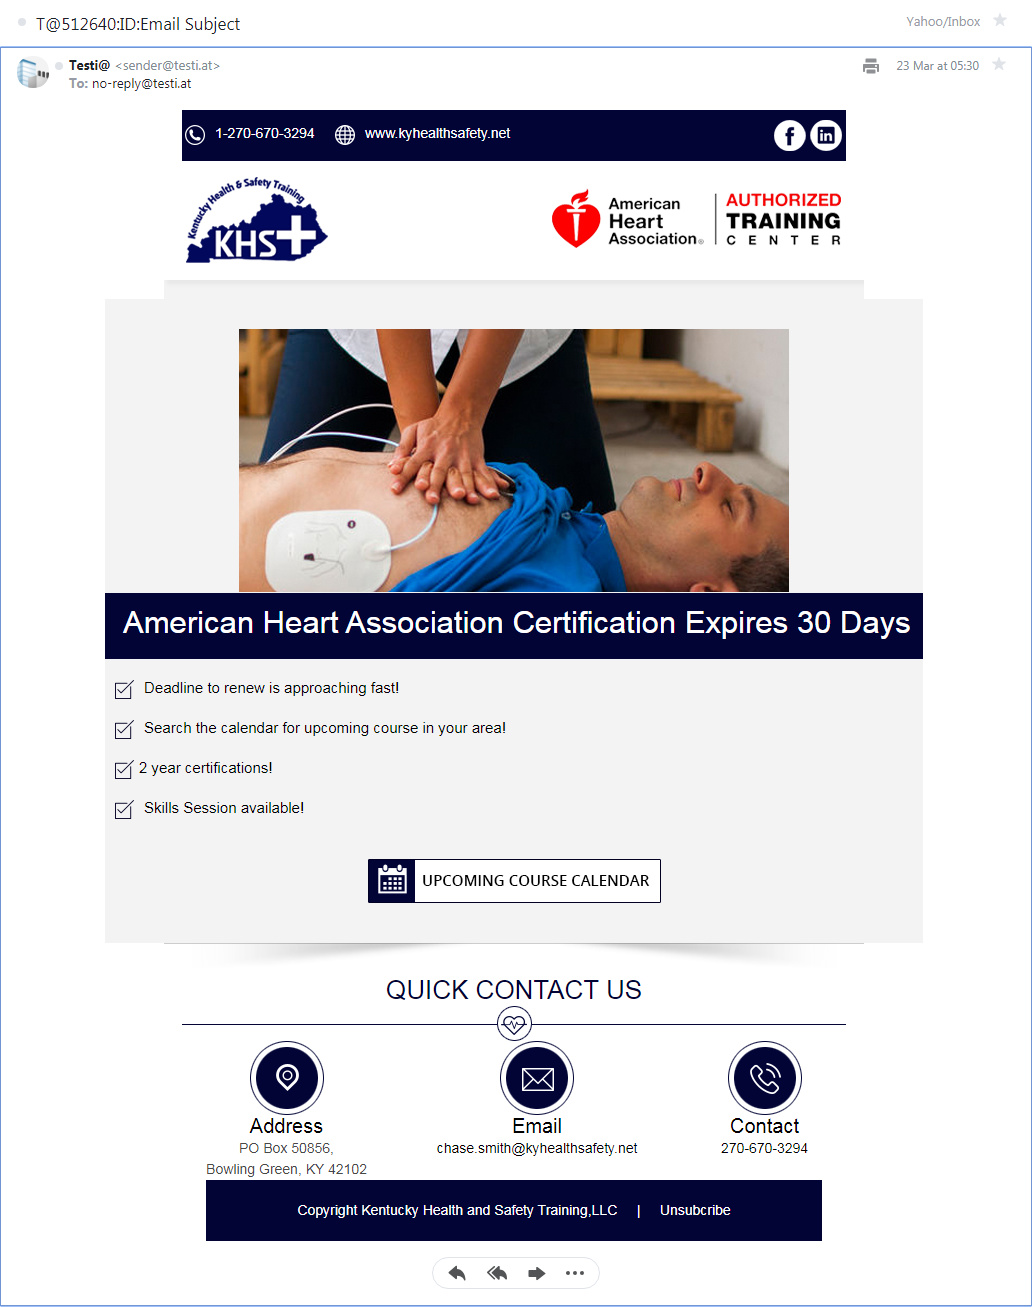 T@512640:ID:Email Subject
Yahoo/Inbox
Testi@ <sender@testi.at>
23 Mar at 05:30
To: no-reply@testi.at
1-270-670-3294
www.kyhealthsafety.net
Kentucky Health & Safety Training
KHS
American
Heart
Association®
AUTHORIZED
TRAINING
CENTER
American Heart Association Certification Expires 30 Days
Deadline to renew is approaching fast!
Search the calendar for upcoming course in your area!
2 year certifications!
Skills Session available!
UPCOMING COURSE CALENDAR
QUICK CONTACT US
Address
PO Box 50856,
Bowling Green, KY 42102
Email
chase.smith@kyhealthsafety.net
Contact
270-670-3294
Copyright Kentucky Health and Safety Training,LLC | Unsubcribe